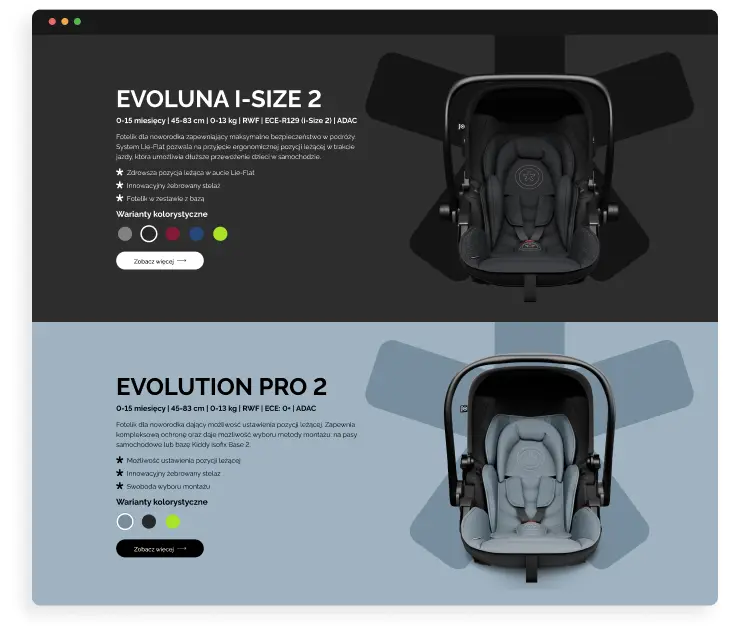 EVOLUNA I-SIZE 2
0-15 miesięcy | 45-83 cm | 0-13 kg | RWF | ECE-R129 (i-Size 2) | ADAC
Fotelik dla noworodka zapewniający maksymalne bezpieczeństwo w podróży.
System Lie-Flat pozwala na przyjęcie ergonomicznej pozycji leżącej w trakcie
jazdy, która umożliwia dłuższe przewożenie dzieci w samochodzie.
Zdrowsza pozycja leżąca w aucie Lie-Flat
Innowacyjny żebrowany stelaż
Fotelik w zestawie z bazą
Warianty kolorystyczne
Zobacz więcej
EVOLUTION PRO 2
0-15 miesięcy | 45-83 cm | 0-13 kg | RWF | ECE: 0+ | ADAC
Fotelik dla noworodka dający możliwość ustawienia pozycji leżącej. Zapewnia
kompleksową ochronę oraz daje możliwość wyboru metody montażu: na pasy
samochodowe lub bazę Kiddy Isofix Base 2.
Możliwość ustawienia pozycji leżącej
Innowacyjny żebrowany stelaż
Swoboda wyboru montażu
Warianty kolorystyczne
Zobacz więcej